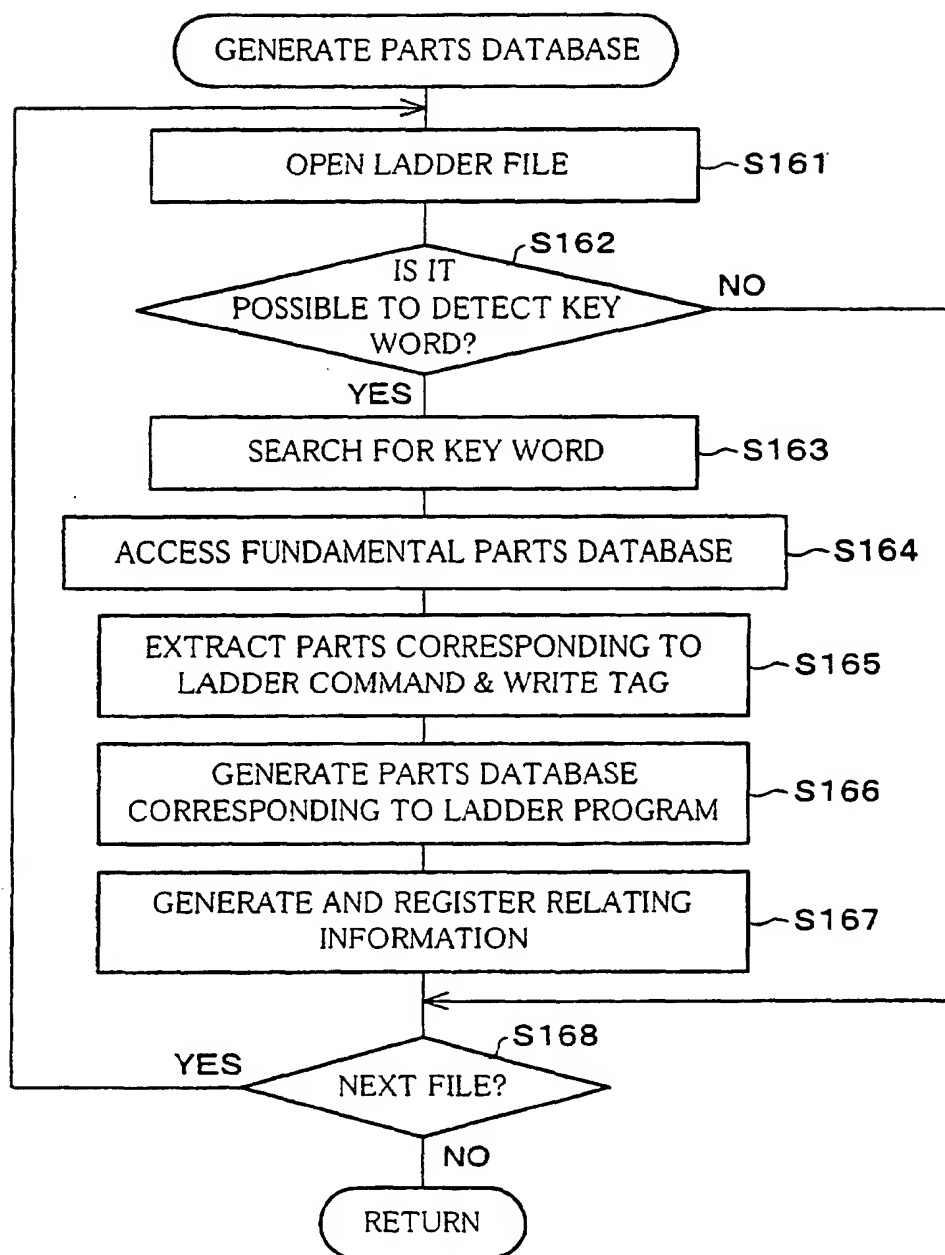 GENERATE PARTS DATABASE
OPEN LADDER FILE
S161
S162
IS IT
POSSIBLE TO DETECT KEY
WORD?
NO
YES
SEARCH FOR KEY WORD
S163
ACCESS FUNDAMENTAL PARTS DATABASE
S164
EXTRACT PARTS CORRESPONDING TO
LADDER COMMAND & WRITE TAG
S165
GENERATE PARTS DATABASE
CORRESPONDING TO LADDER PROGRAM
S166
GENERATE AND REGISTER RELATING
INFORMATION
S167
S168
YES
NEXT FILE?
NO
RETURN